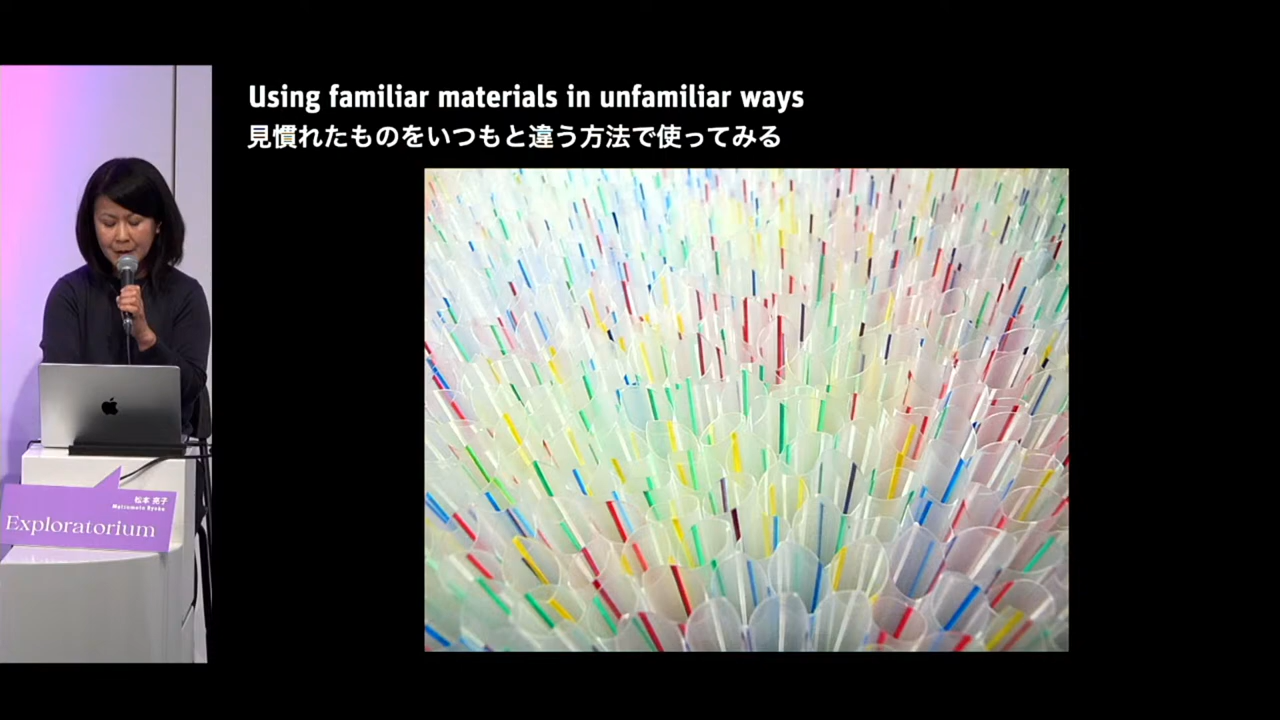 Using familiar materials in unfamiliar ways
見慣れたものをいつもと違う方法で使ってみる
松本 亮子
Matsumoto Ryoko
Exploratorium